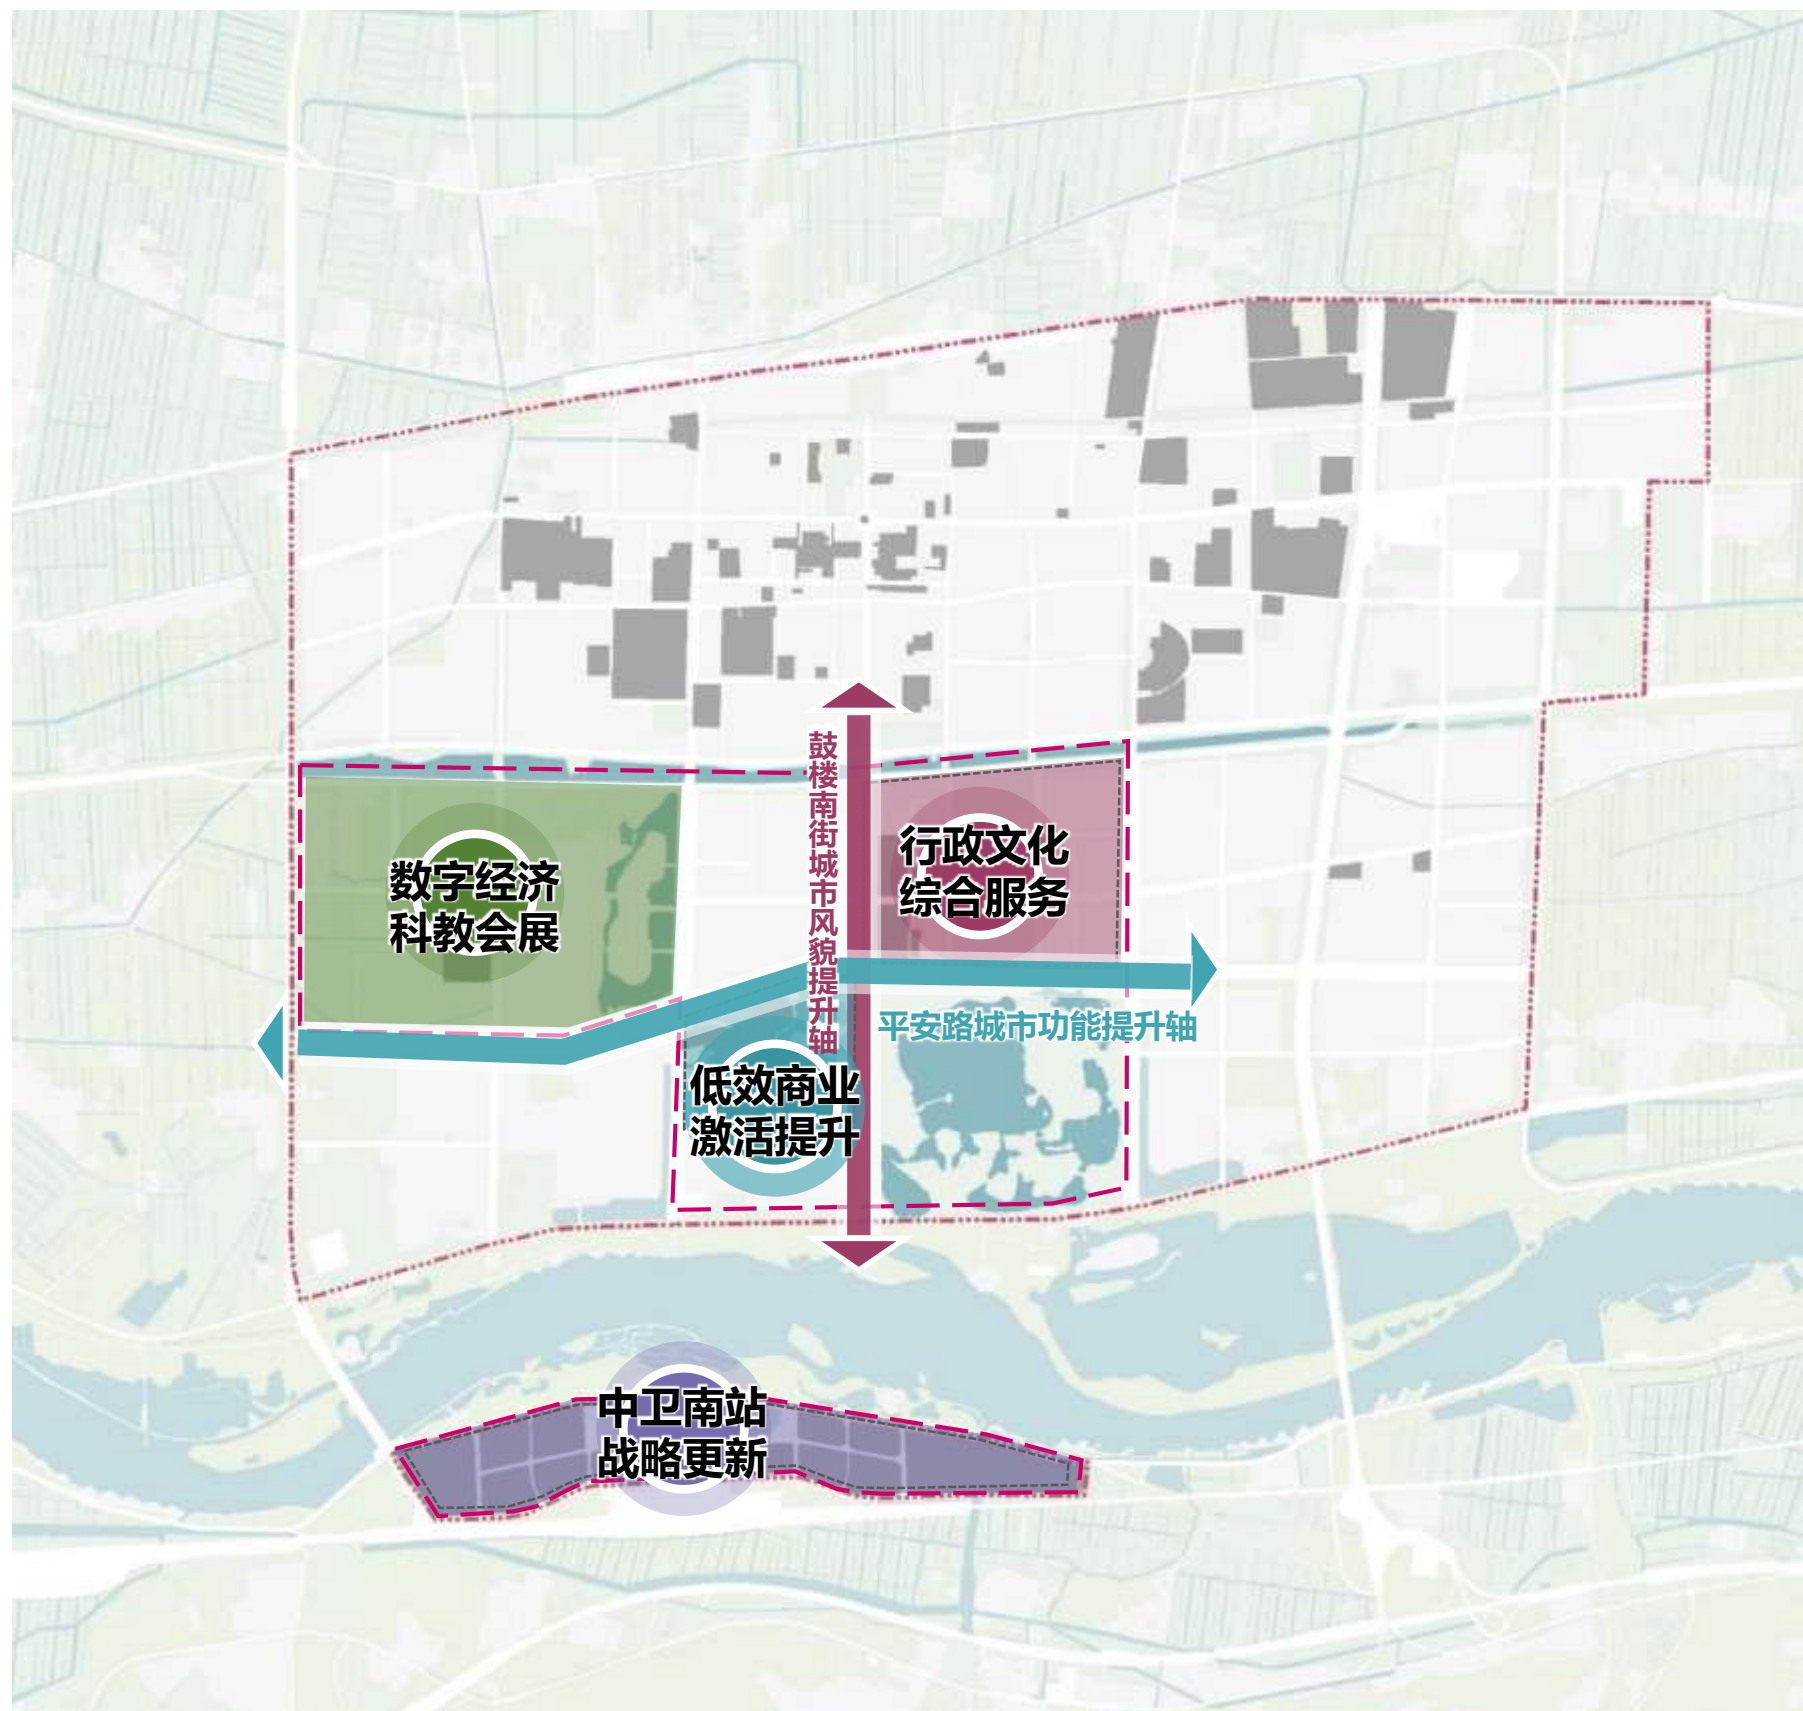 鼓楼南街城市风貌提升轴
行政文化
综合服务
数字经济
科教会展
平安路城市功能提升轴
低效商业
激活提升
中卫南站
战略更新